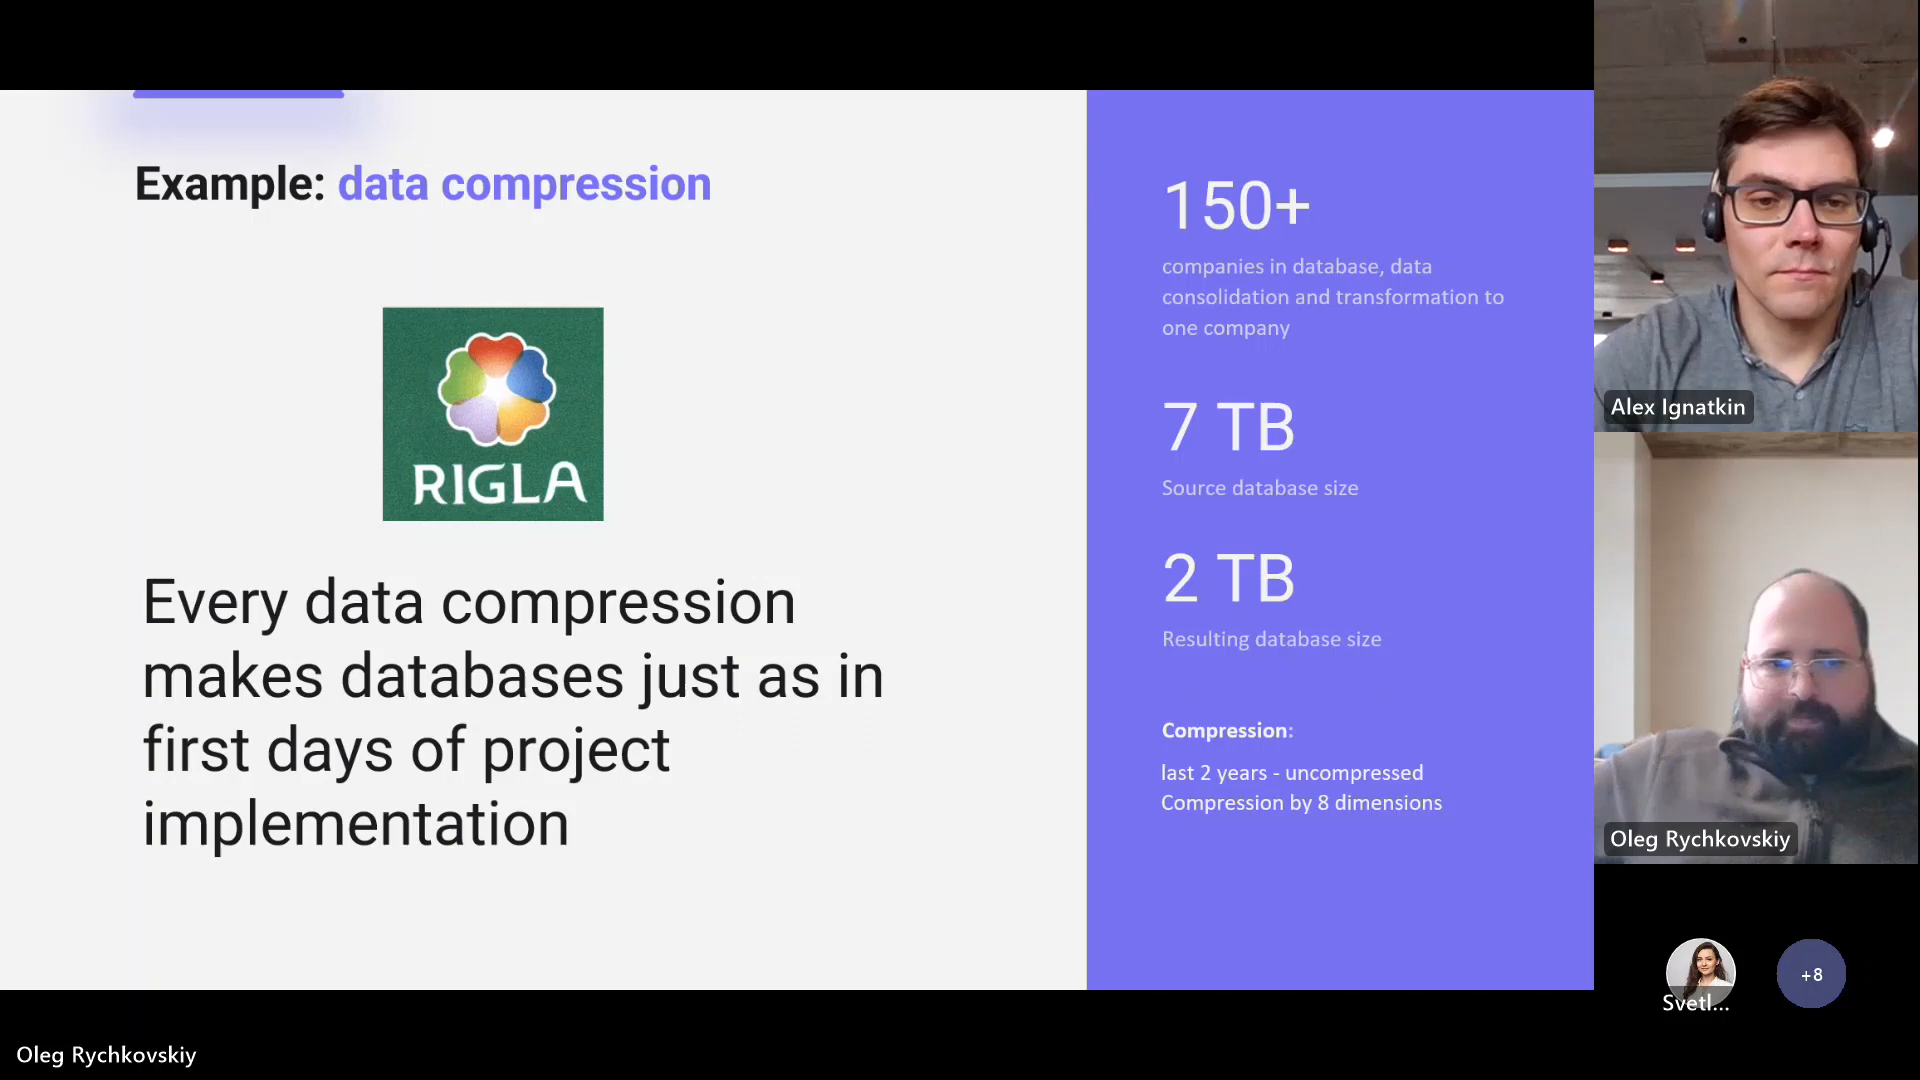 Example: data compression
RIGLA
Every data compression
makes databases just as in
first days of project
implementation
150+
companies in database, data
consolidation and transformation to
one company
7 TB
Source database size
2 TB
Resulting database size
Compression:
last 2 years - uncompressed
Compression by 8 dimensions
Alex Ignatkin
Oleg Rychkovskiy
Svetl...
+8
Oleg Rychkovskiy